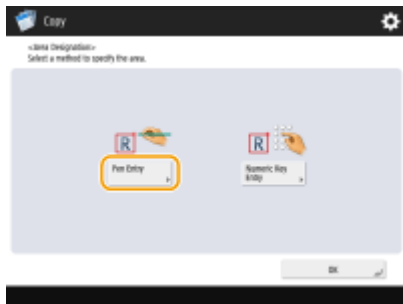 Copy
<Area Designation>
Select a method to specify the area.
R
R
Pen Entry
Numeric Key
Entry
OK